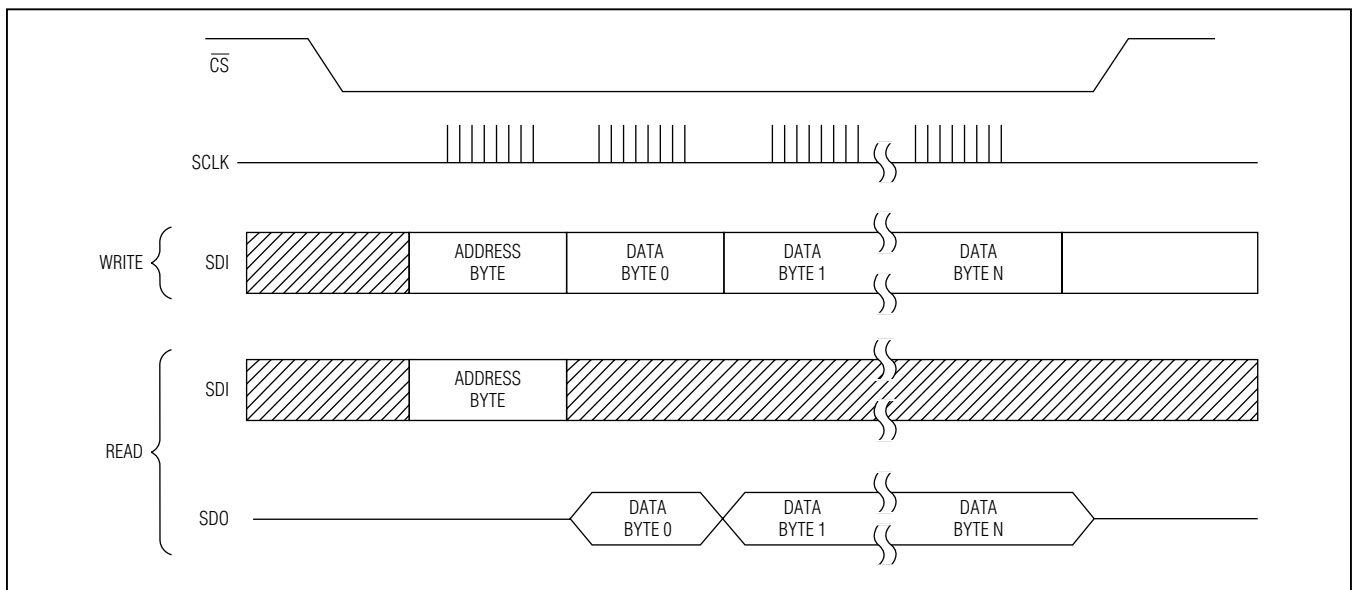 C̅S̅
SCLK
WRITE
SDI
ADDRESS
BYTE
DATA
BYTE 0
DATA
BYTE 1
DATA
BYTE N
READ
SDI
ADDRESS
BYTE
SDO
DATA
BYTE 0
DATA
BYTE 1
DATA
BYTE N